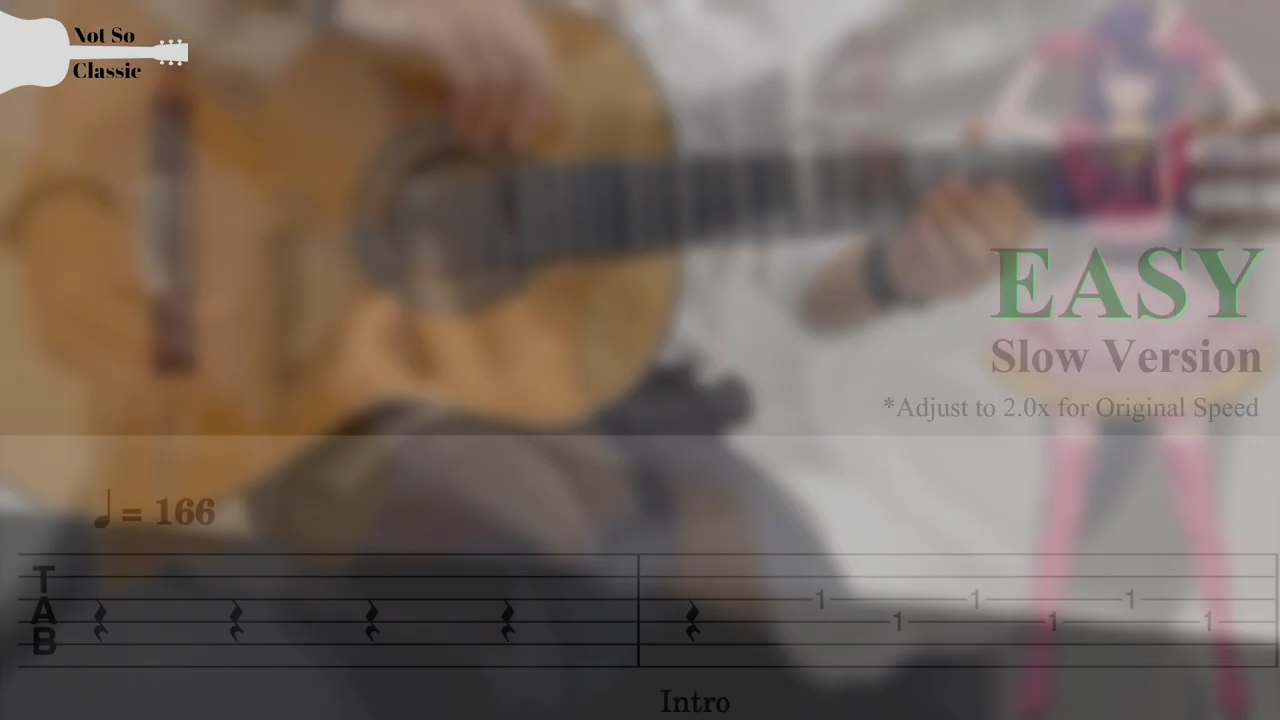 Not So
Classic
EASY
Slow Version
*Adjust to 2.0x for Original Speed
= 166
T
A
B
1 1 1
1 1 1
Intro